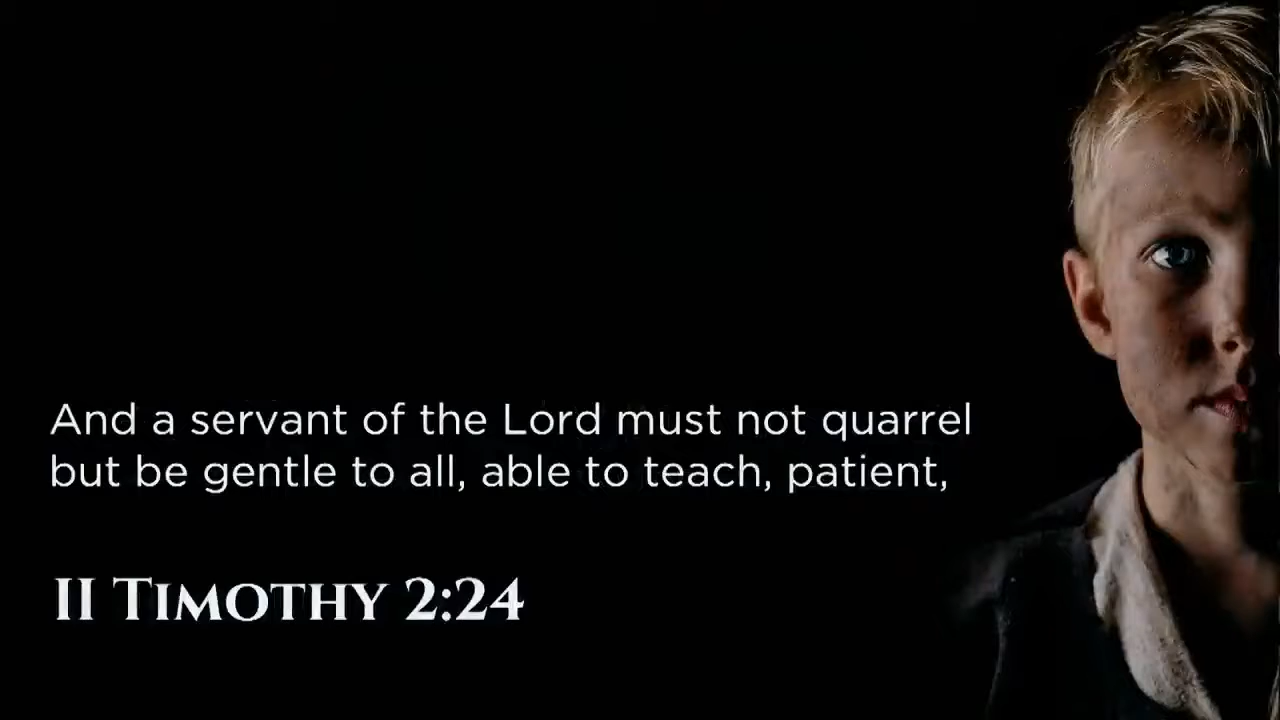 And a servant of the Lord must not quarrel
but be gentle to all, able to teach, patient,
II Timothy 2:24